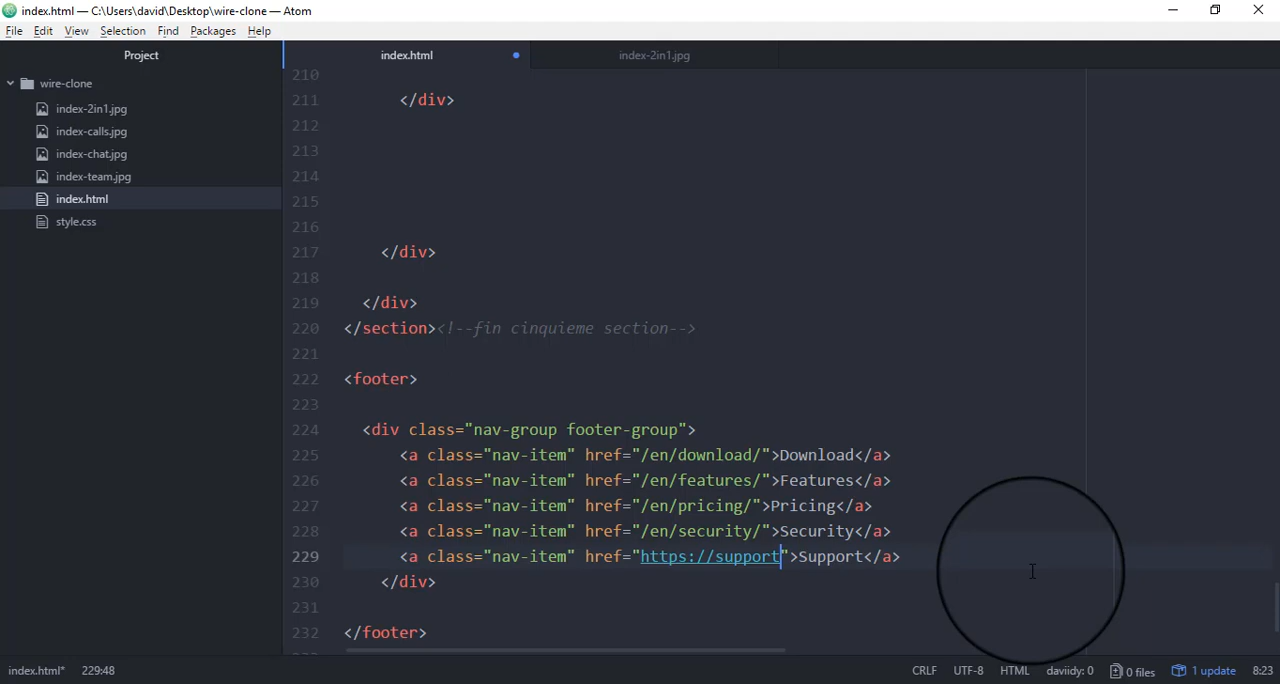 index.html — C:\Users\david\Desktop\wire-clone — Atom
File Edit View Selection Find Packages Help
Project
index.html
index-2in1.jpg
wire-clone
index-2in1.jpg
index-calls.jpg
index-chat.jpg
index-team.jpg
index.html
style.css
210
211 </div>
212
213
214
215
216
217 </div>
218
219 </div>
220 </section><!--fin cinquieme section-->
221
222 <footer>
223
224 <div class="nav-group footer-group">
225 <a class="nav-item" href="/en/download/">Download</a>
226 <a class="nav-item" href="/en/features/">Features</a>
227 <a class="nav-item" href="/en/pricing/">Pricing</a>
228 <a class="nav-item" href="/en/security/">Security</a>
229 <a class="nav-item" href="https://support">Support</a>
230 </div>
231
232 </footer>
index.html* 229:48 CRLF UTF-8 HTML daviidy: 0 0 files 1 update 8:23